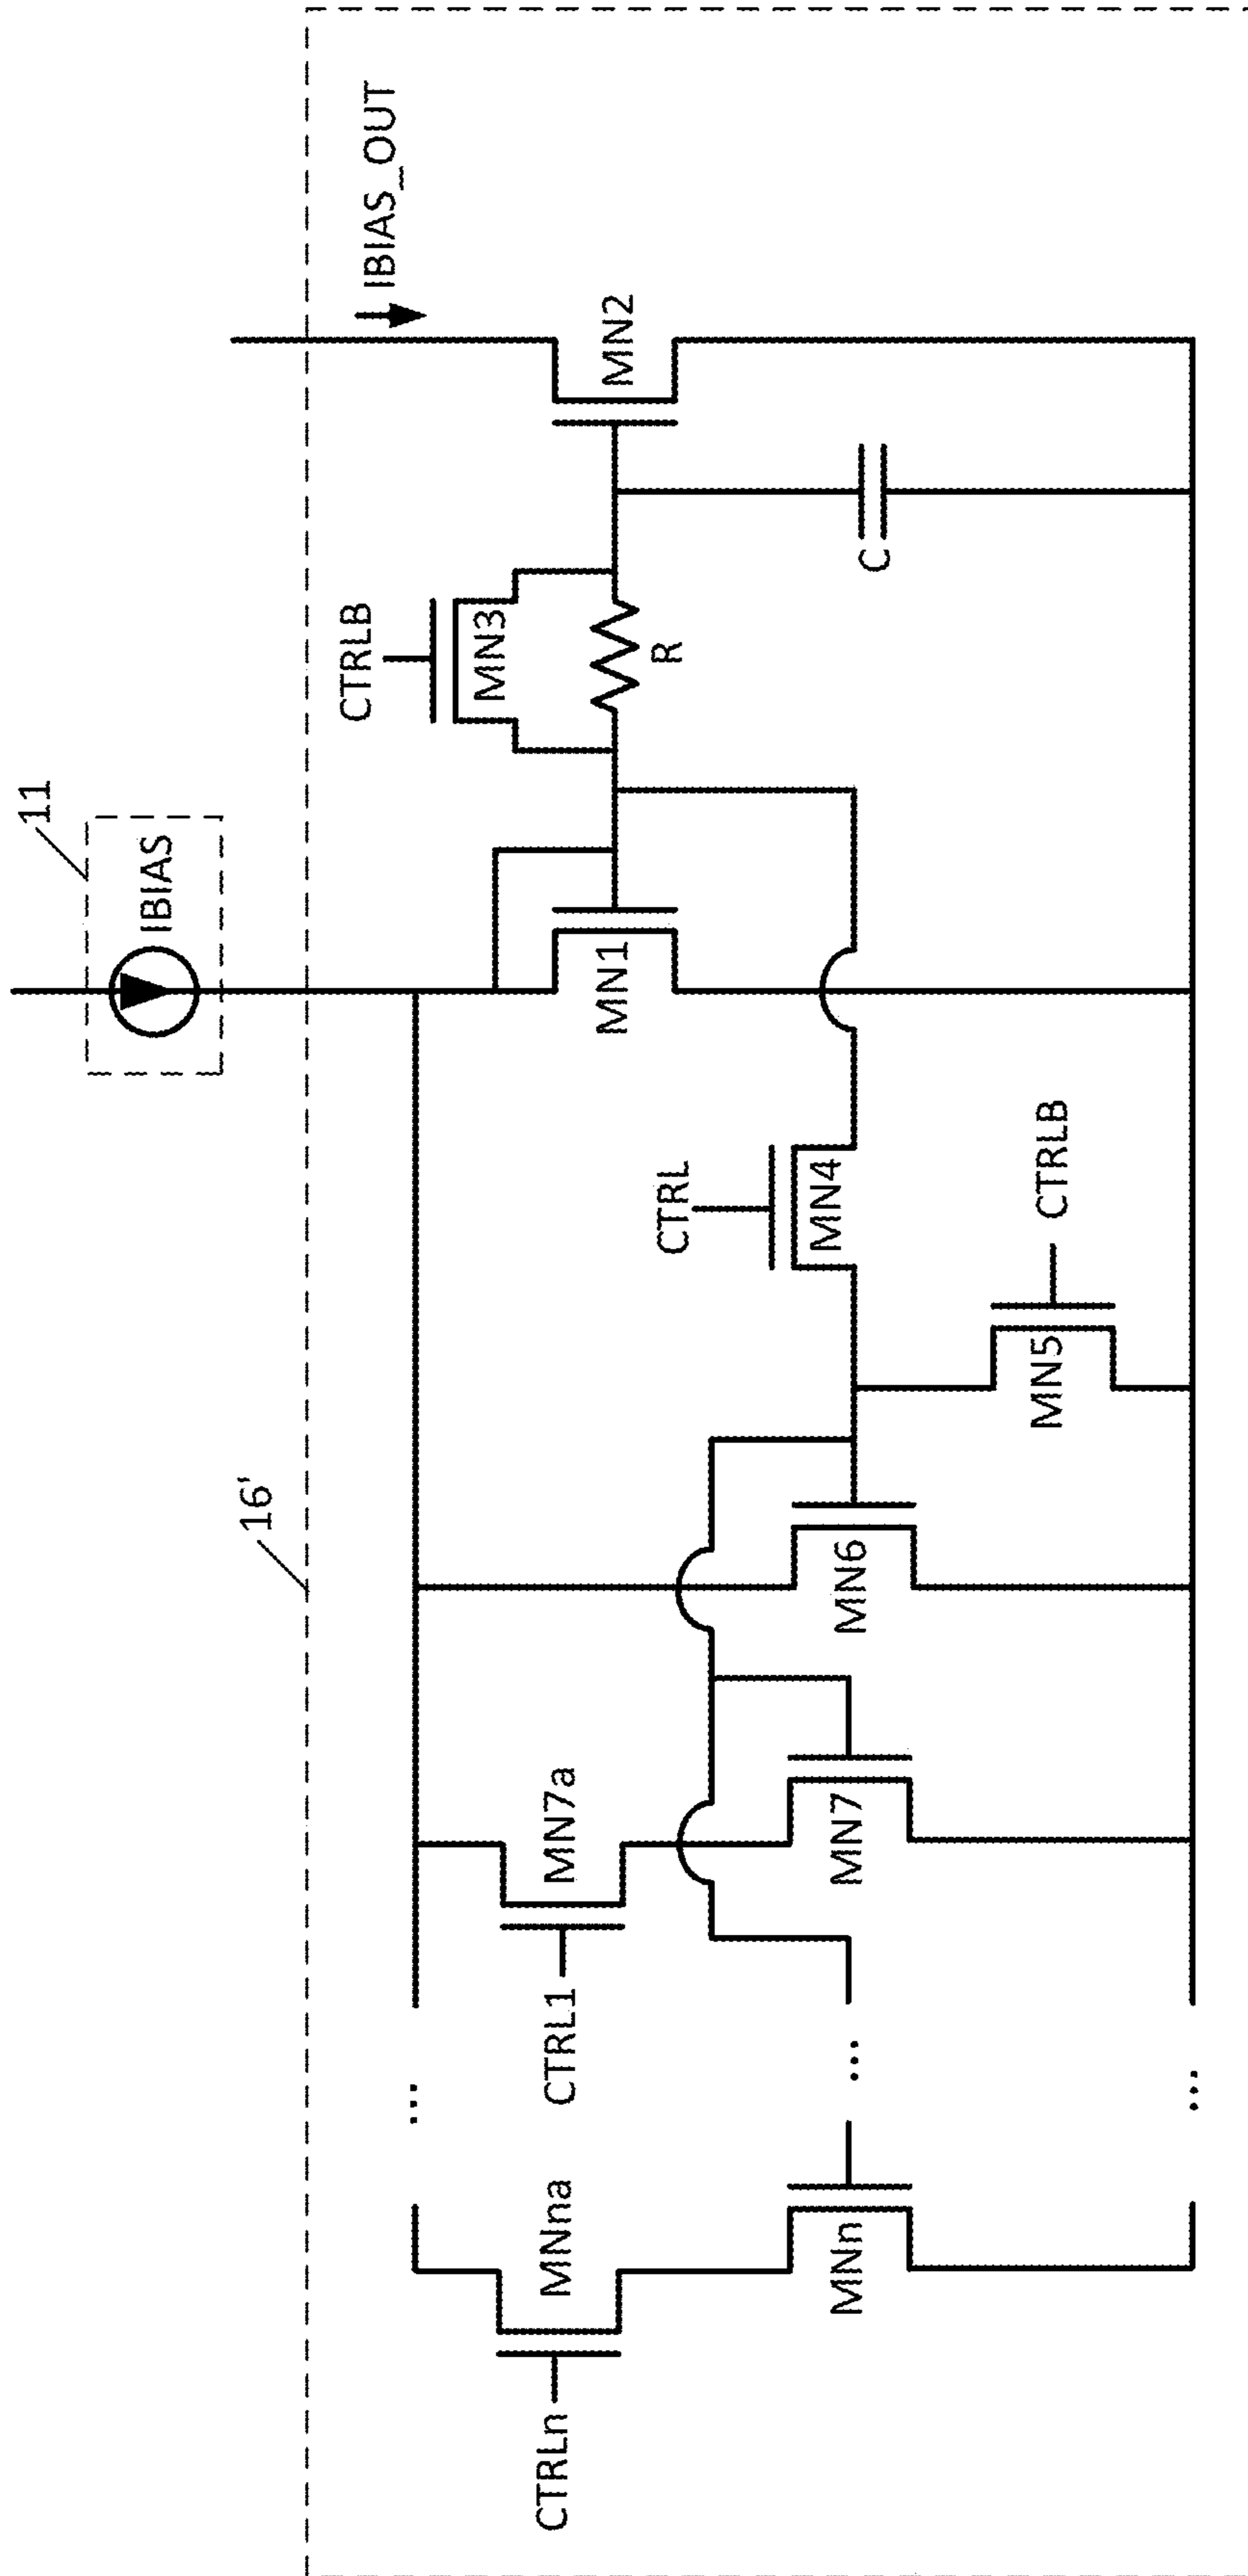 11
IBIAS
16'
IBIAS_OUT
CTRLB
MN3
R
MN2
MN1
C
CTRL
MN4
CTRLB
MN5
MN6
MN7a
CTRL1
MN7
...
...
...
MNna
CTRLn
MNn